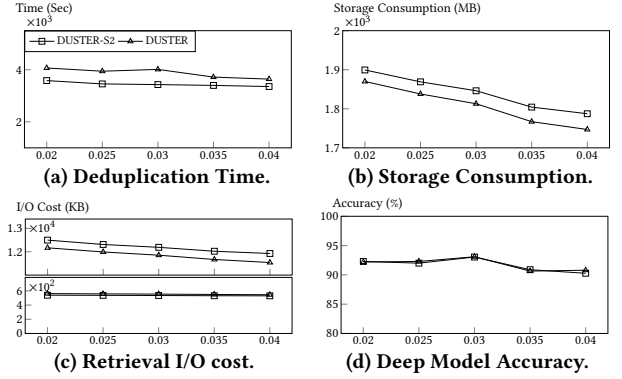 Time (Sec)
×10³
DUSTER-S2 DUSTER
4
2
0.02 0.025 0.03 0.035 0.04
(a) Deduplication Time.
Storage Consumption (MB)
×10³
2
1.9
1.8
1.7
0.02 0.025 0.03 0.035 0.04
(b) Storage Consumption.
I/O Cost (KB)
×10⁴
1.3
1.2
×10²
6
4
2
0
0.02 0.025 0.03 0.035 0.04
(c) Retrieval I/O cost.
Accuracy (%)
100
95
90
85
80
0.02 0.025 0.03 0.035 0.04
(d) Deep Model Accuracy.